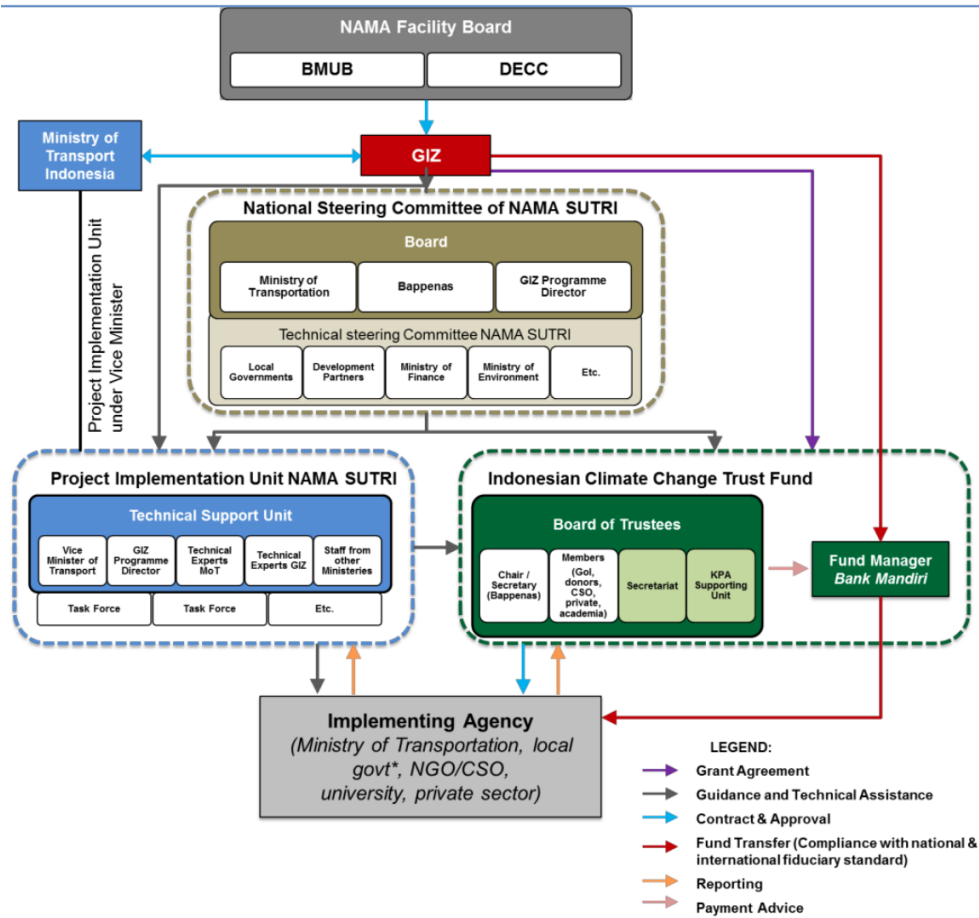 NAMA Facility Board
BMUB
DECC
Ministry of
Transport
Indonesia
GIZ
Project Implementation Unit
under Vice Minister
National Steering Committee of NAMA SUTRI
Board
Ministry of
Transportation
Bappenas
GIZ Programme
Director
Technical steering Committee NAMA SUTRI
Local
Governments
Development
Partners
Ministry of
Finance
Ministry of
Environment
Etc.
Project Implementation Unit NAMA SUTRI
Technical Support Unit
Vice
Minister of
Transport
GIZ
Programme
Director
Technical
Experts
MoT
Technical
Experts GIZ
Staff from
other
Ministries
Task Force
Task Force
Etc.
Indonesian Climate Change Trust Fund
Board of Trustees
Chair /
Secretary
(Bappenas)
Members
(GoI,
donors,
CSO,
private,
academia)
Secretariat
KPA
Supporting
Unit
Fund Manager
Bank Mandiri
Implementing Agency
(Ministry of Transportation, local
govt*, NGO/CSO,
university, private sector)
LEGEND:
Grant Agreement
Guidance and Technical Assistance
Contract & Approval
Fund Transfer (Compliance with national &
international fiduciary standard)
Reporting
Payment Advice